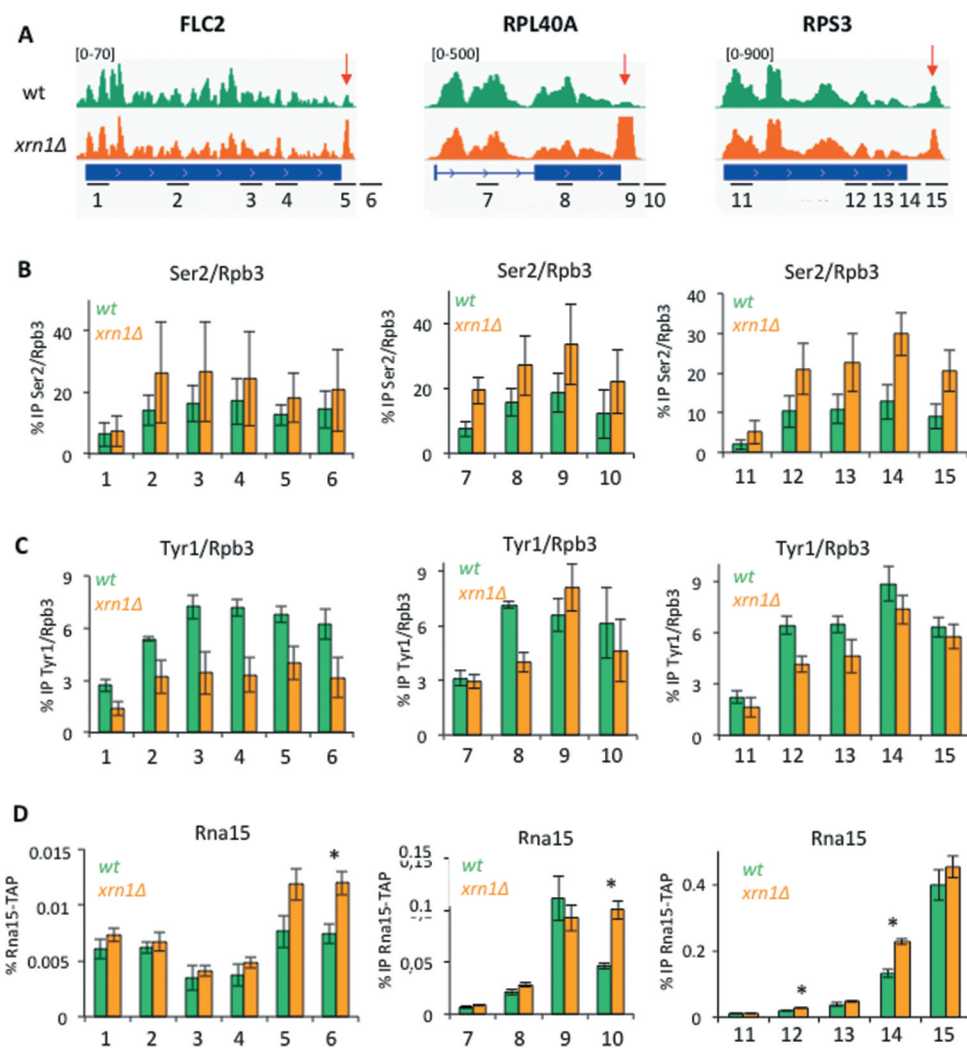 A
FLC2 RPL40A RPS3
[0-70] [0-500] [0-900]
wt
xrn1Δ
1 2 3 4 5 6 7 8 9 10 11 12 13 14 15
B
Ser2/Rpb3 Ser2/Rpb3 Ser2/Rpb3
% IP Ser2/Rpb3
40
20
0
wt
xrn1Δ
1 2 3 4 5 6
% IP Ser2/Rpb3
60
40
20
0
wt
xrn1Δ
7 8 9 10
% IP Ser2/Rpb3
40
30
20
10
0
wt
xrn1Δ
11 12 13 14 15
C
Tyr1/Rpb3 Tyr1/Rpb3 Tyr1/Rpb3
% IP Tyr1/Rpb3
9
6
3
0
wt
xrn1Δ
1 2 3 4 5 6
% IP Tyr1/Rpb3
9
6
3
0
wt
xrn1Δ
7 8 9 10
% IP Tyr1/Rpb3
9
6
3
0
wt
xrn1Δ
11 12 13 14 15
D
Rna15 Rna15 Rna15
% Rna15-TAP
0.015
0.01
0.005
0
wt
xrn1Δ
*
1 2 3 4 5 6
% IP Rna15-TAP
0,15
0,1
0,05
0
wt
xrn1Δ
*
7 8 9 10
% IP Rna15-TAP
0.4
0.2
0
wt
xrn1Δ
* *
11 12 13 14 15